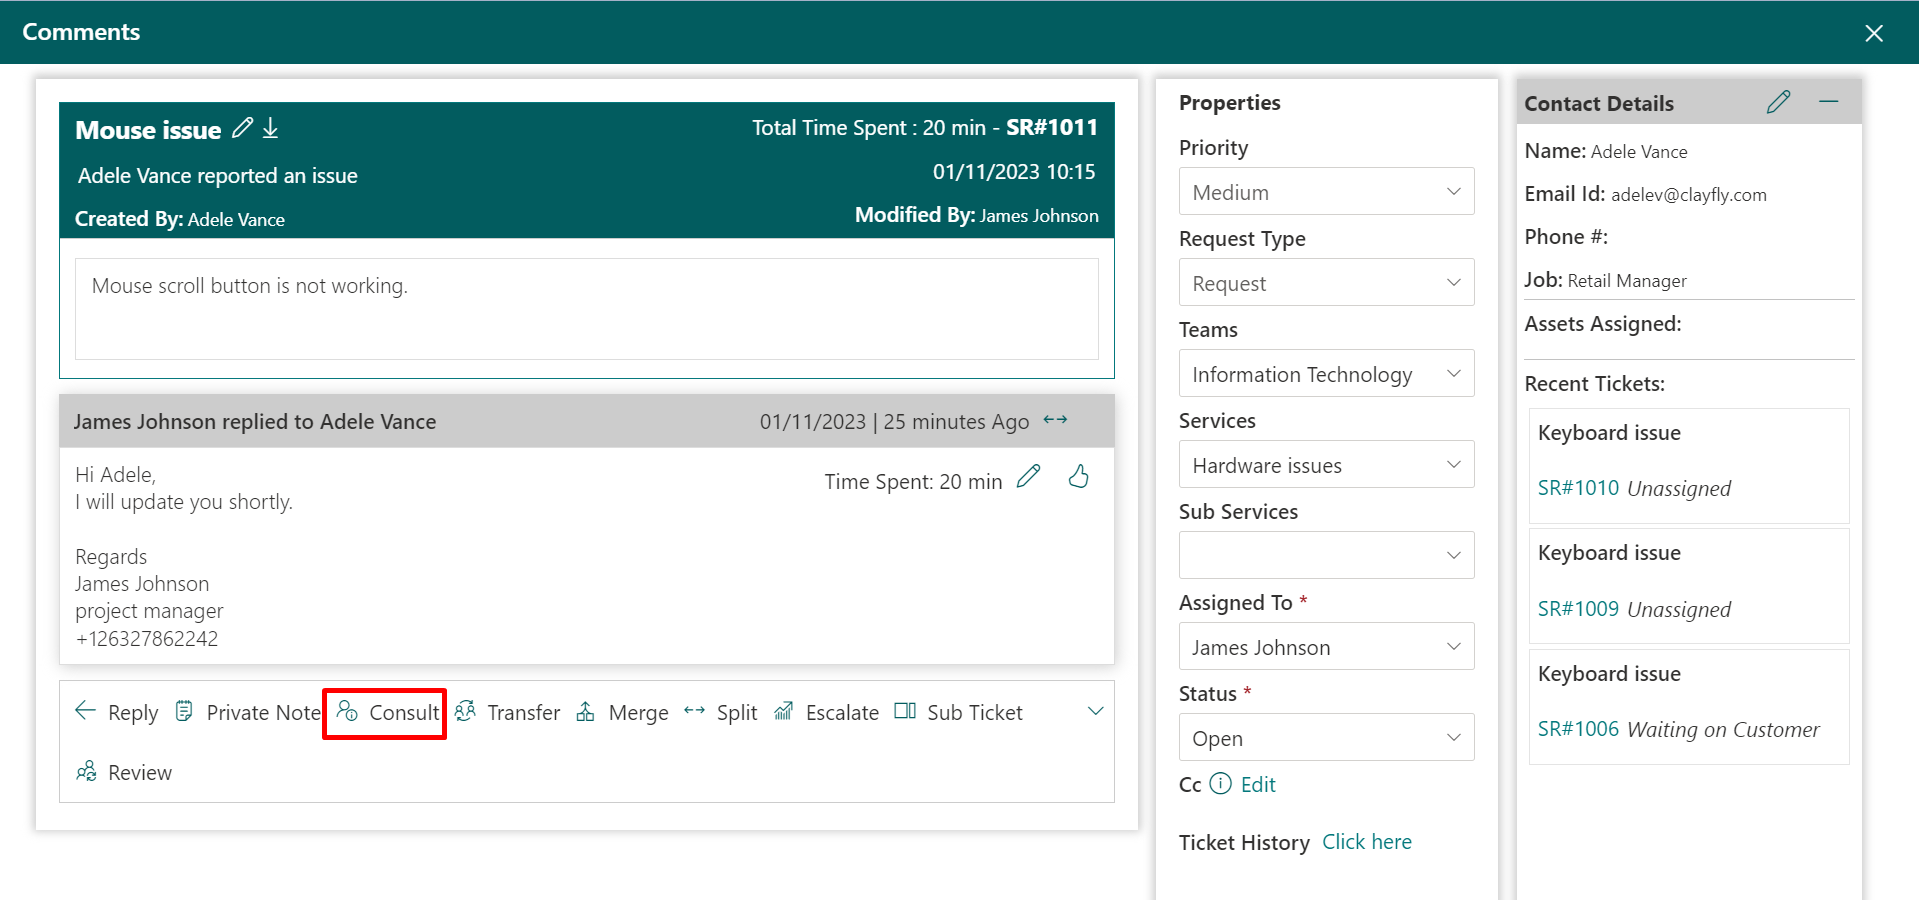 Comments
Mouse issue
Total Time Spent : 20 min - SR#1011
Adele Vance reported an issue
01/11/2023 10:15
Created By: Adele Vance
Modified By: James Johnson
Mouse scroll button is not working.
James Johnson replied to Adele Vance
01/11/2023 | 25 minutes Ago
Hi Adele,
I will update you shortly.
Time Spent: 20 min
Regards
James Johnson
project manager
+126327862242
Reply Private Note Consult Transfer Merge Split Escalate Sub Ticket
Review
Properties
Priority
Medium
Request Type
Request
Teams
Information Technology
Services
Hardware issues
Sub Services
Assigned To *
James Johnson
Status *
Open
Cc Edit
Ticket History Click here
Contact Details
Name: Adele Vance
Email Id: adelev@clayfly.com
Phone #:
Job: Retail Manager
Assets Assigned:
Recent Tickets:
Keyboard issue
SR#1010 Unassigned
Keyboard issue
SR#1009 Unassigned
Keyboard issue
SR#1006 Waiting on Customer